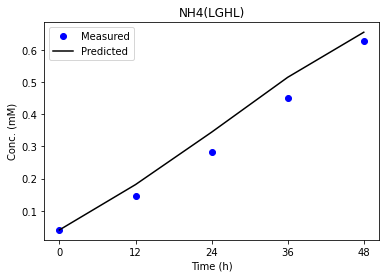 NH4(LGHL)
Measured
Predicted
Conc. (mM)
0.6
0.5
0.4
0.3
0.2
0.1
0 12 24 36 48
Time (h)